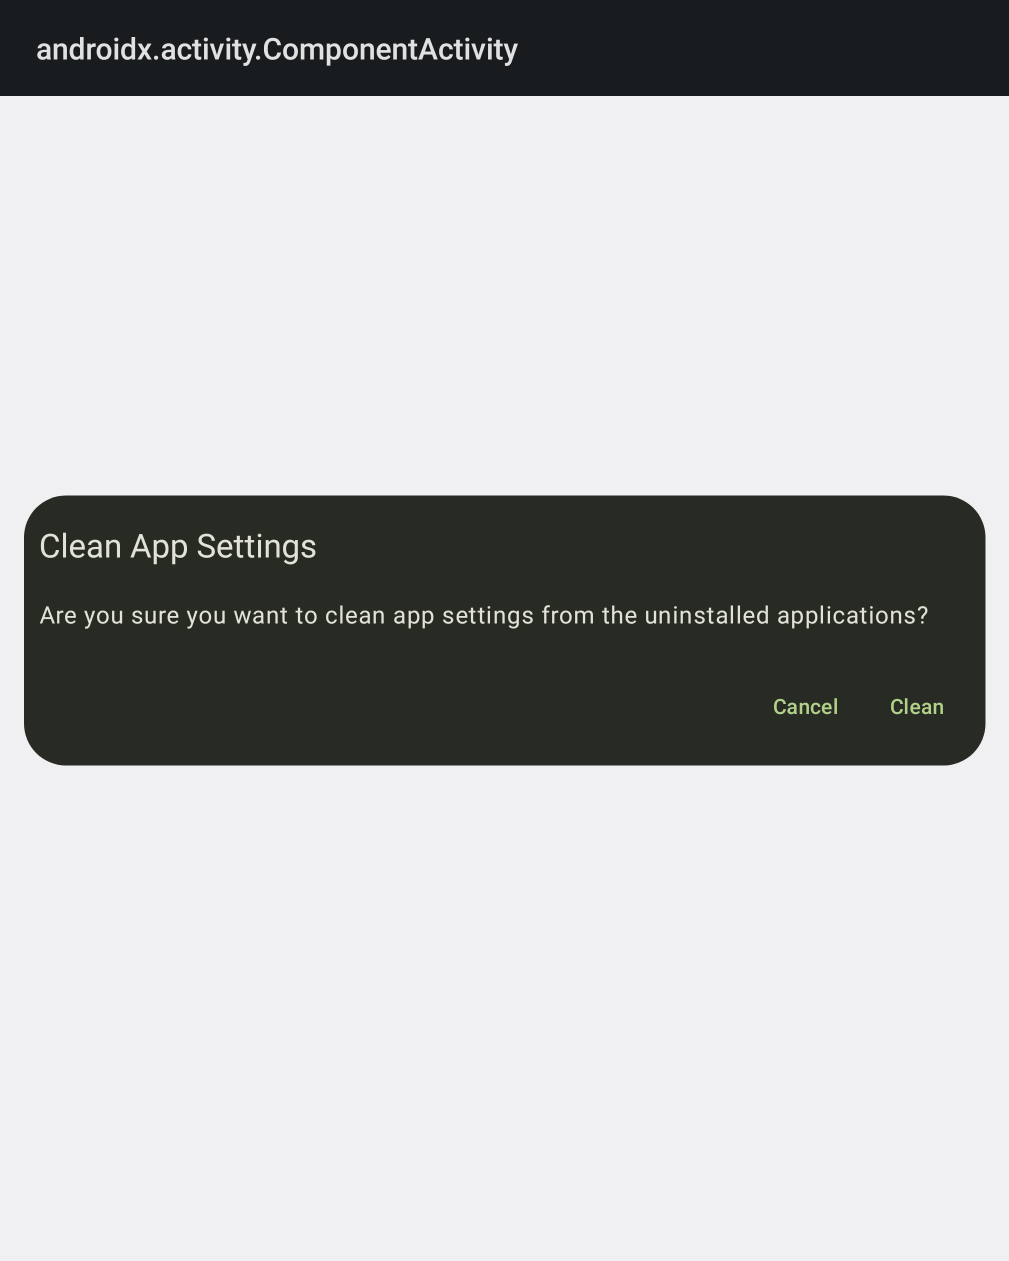 androidx.activity.ComponentActivity
Clean App Settings
Are you sure you want to clean app settings from the uninstalled applications?
Cancel
Clean